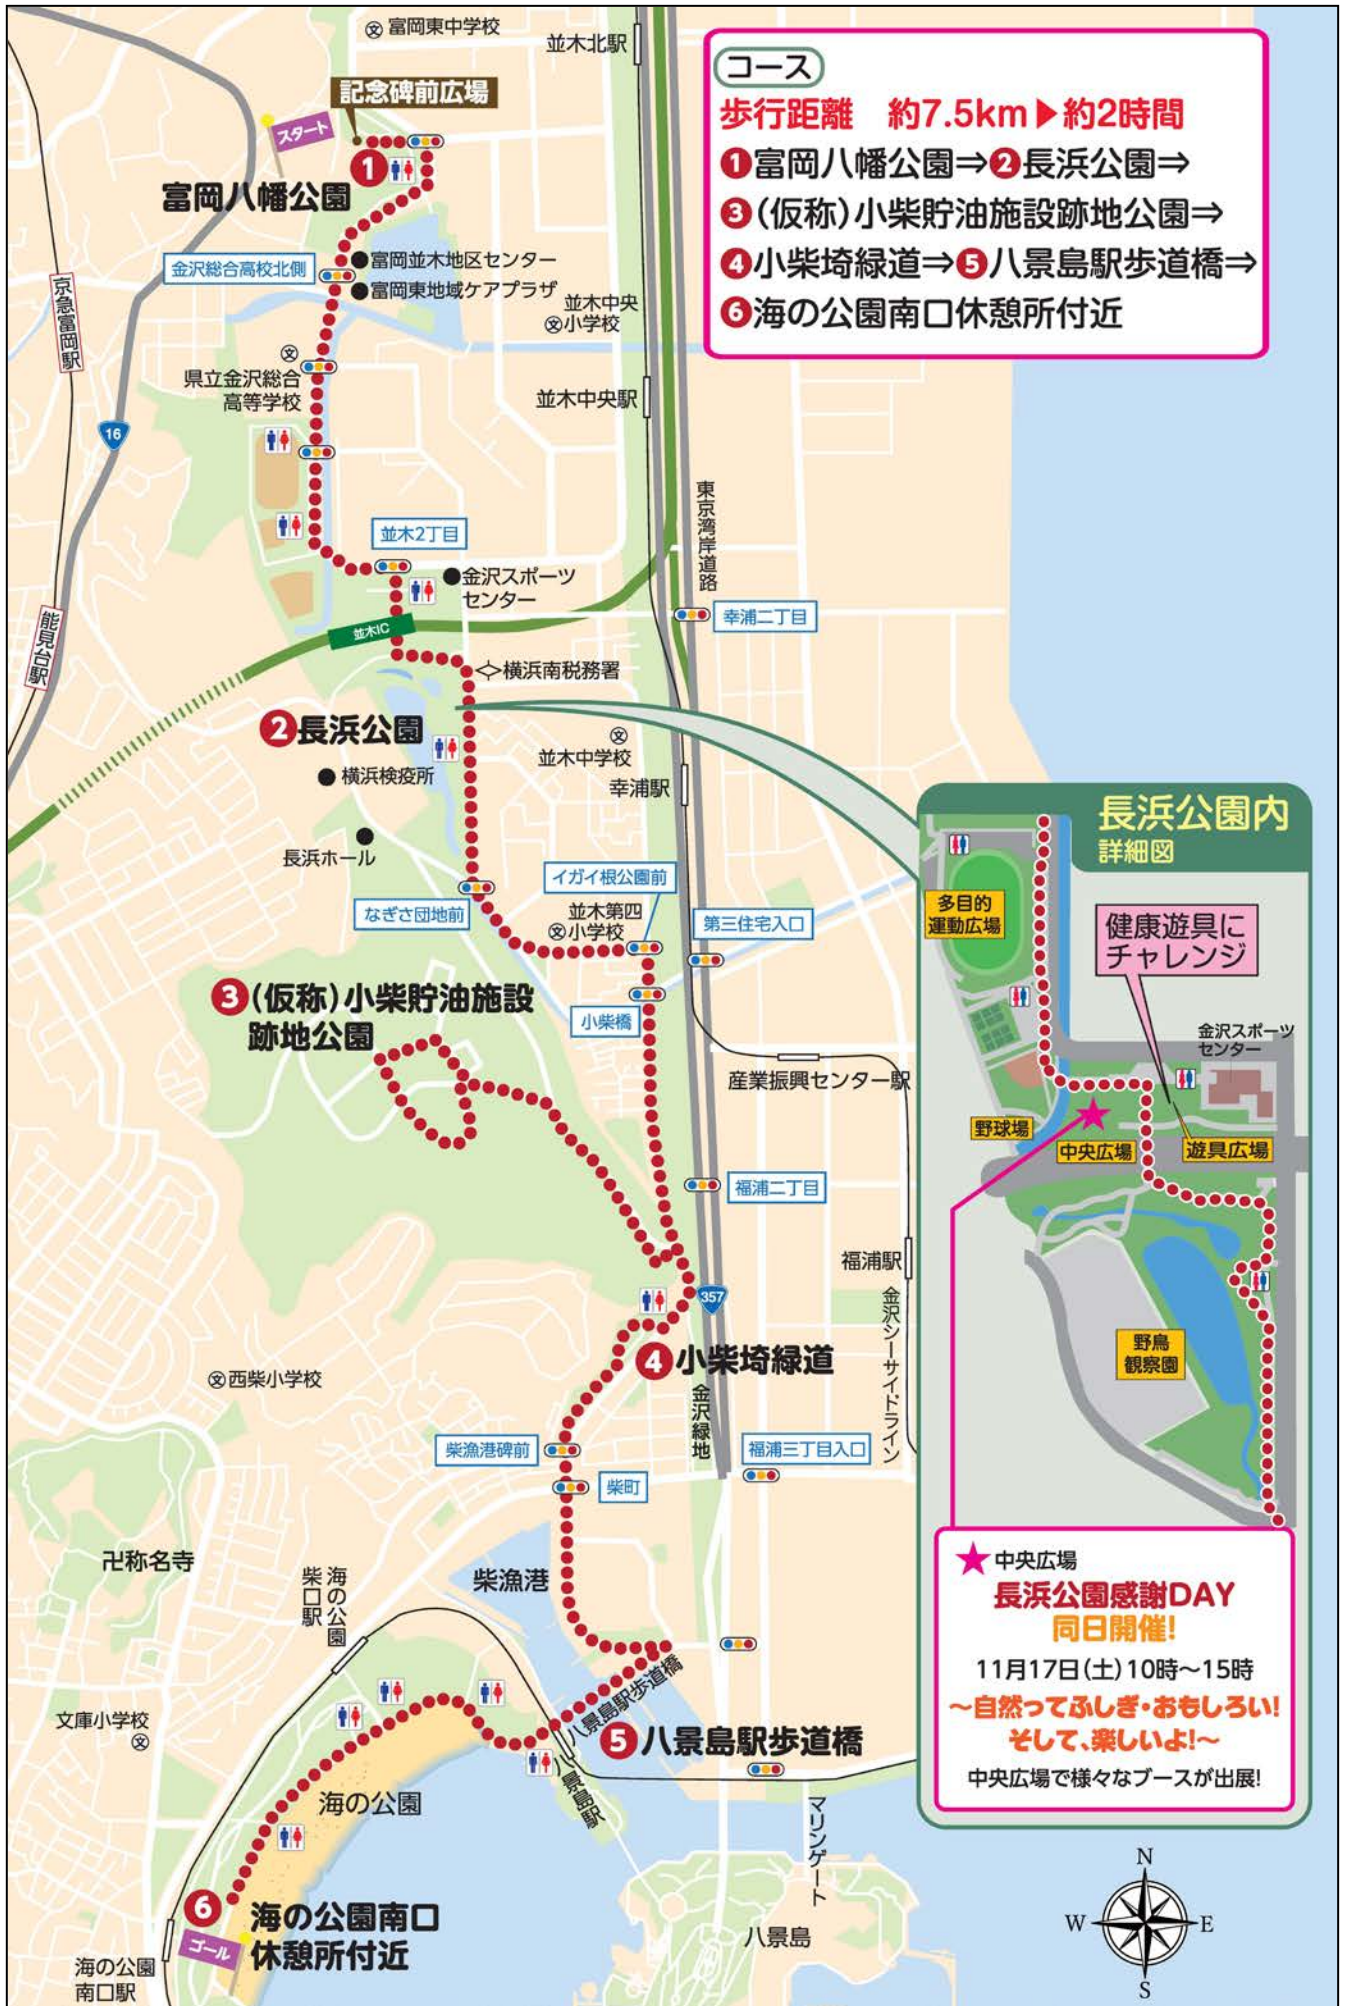 コース
歩行距離　約7.5km▶約2時間
❶富岡八幡公園⇒❷長浜公園⇒
❸(仮称)小柴貯油施設跡地公園⇒
❹小柴埼緑道⇒❺八景島駅歩道橋⇒
❻海の公園南口休憩所付近
富岡東中学校
並木北駅
記念碑前広場
スタート
❶
富岡八幡公園
金沢総合高校北側
富岡並木地区センター
富岡東地域ケアプラザ
並木中央
小学校
京急富岡駅
県立金沢総合
高等学校
並木中央駅
16
東京湾岸道路
並木2丁目
金沢スポーツ
センター
能見台駅
並木IC
幸浦二丁目
横浜南税務署
❷長浜公園
並木中学校
横浜検疫所
幸浦駅
長浜ホール
イガイ根公園前
なぎさ団地前
並木第四
小学校
第三住宅入口
❸(仮称)小柴貯油施設
跡地公園
小柴橋
産業振興センター駅
福浦二丁目
福浦駅
357
金沢シーサイドライン
❹小柴埼緑道
西柴小学校
金沢緑地
柴漁港碑前
福浦三丁目入口
柴町
卍称名寺
海の公園
柴口駅
柴漁港
八景島駅歩道橋
文庫小学校
❺八景島駅歩道橋
八景島駅
海の公園
マリンゲート
❻
ゴール
海の公園南口
休憩所付近
八景島
海の公園
南口駅
長浜公園内
詳細図
多目的
運動広場
健康遊具に
チャレンジ
金沢スポーツ
センター
野球場
中央広場
遊具広場
野鳥
観察園
★中央広場
長浜公園感謝DAY
同日開催!
11月17日(土)10時～15時
～自然ってふしぎ・おもしろい!
そして、楽しいよ!～
中央広場で様々なブースが出展!
N
W
E
S